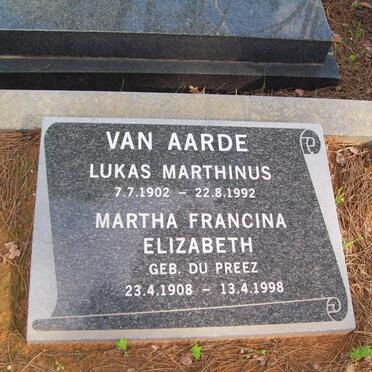 VAN AARDE
LUKAS MARTHINUS
7.7.1902 – 22.8.1992
MARTHA FRANCINA
ELIZABETH
GEB. DU PREEZ
23.4.1908 – 13.4.1998